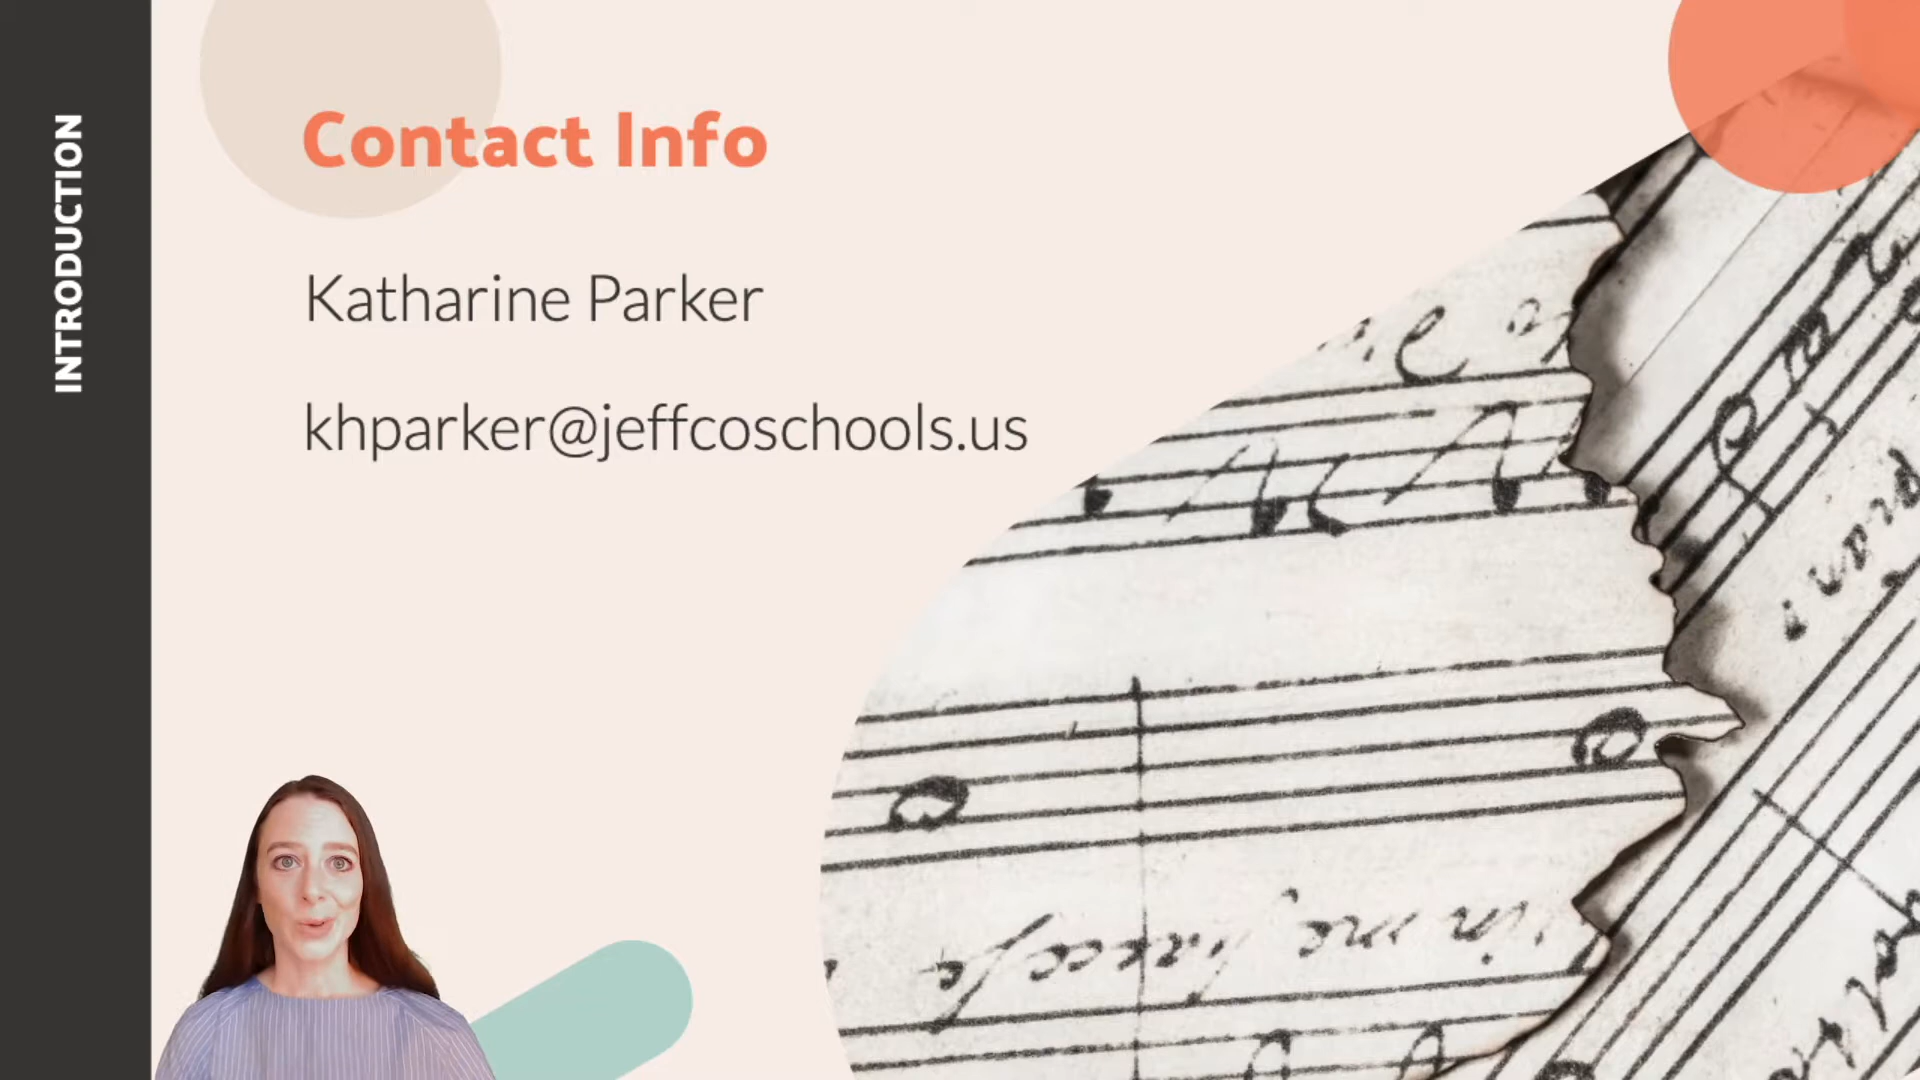 INTRODUCTION
Contact Info
Katharine Parker
khparker@jeffcoschools.us